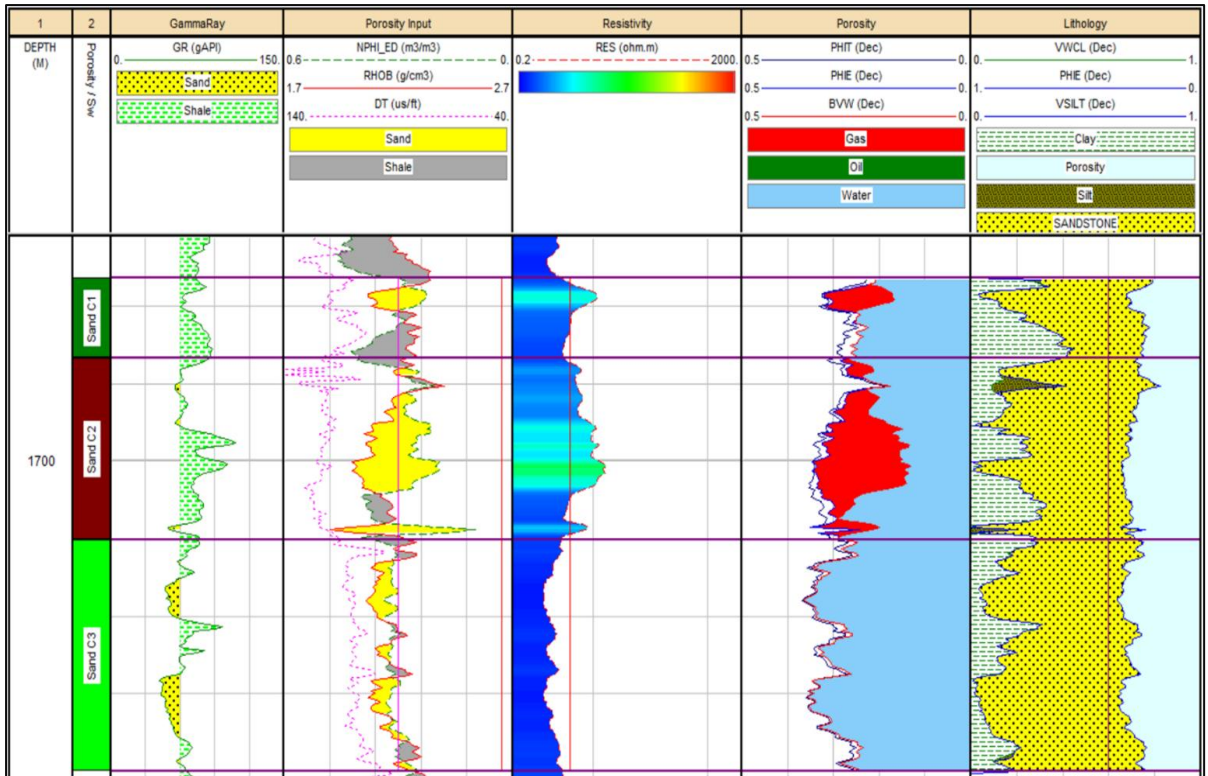 1 2 GammaRay Porosity Input Resistivity Porosity Lithology
DEPTH
(M)
Porosity / Sw
GR (gAPI)
0. 150.
Sand
Shale
NPHI_ED (m3/m3)
0.6 0.
RHOB (g/cm3)
1.7 2.7
DT (us/ft)
140. 40.
Sand
Shale
RES (ohm.m)
0.2 2000.
PHIT (Dec)
0.5 0.
PHIE (Dec)
0.5 0.
BVW (Dec)
0.5 0.
Gas
Oil
Water
VWCL (Dec)
0. 1.
PHIE (Dec)
1. 0.
VSILT (Dec)
0. 1.
Clay
Porosity
Silt
SANDSTONE
Sand C1
Sand C2
1700
Sand C3